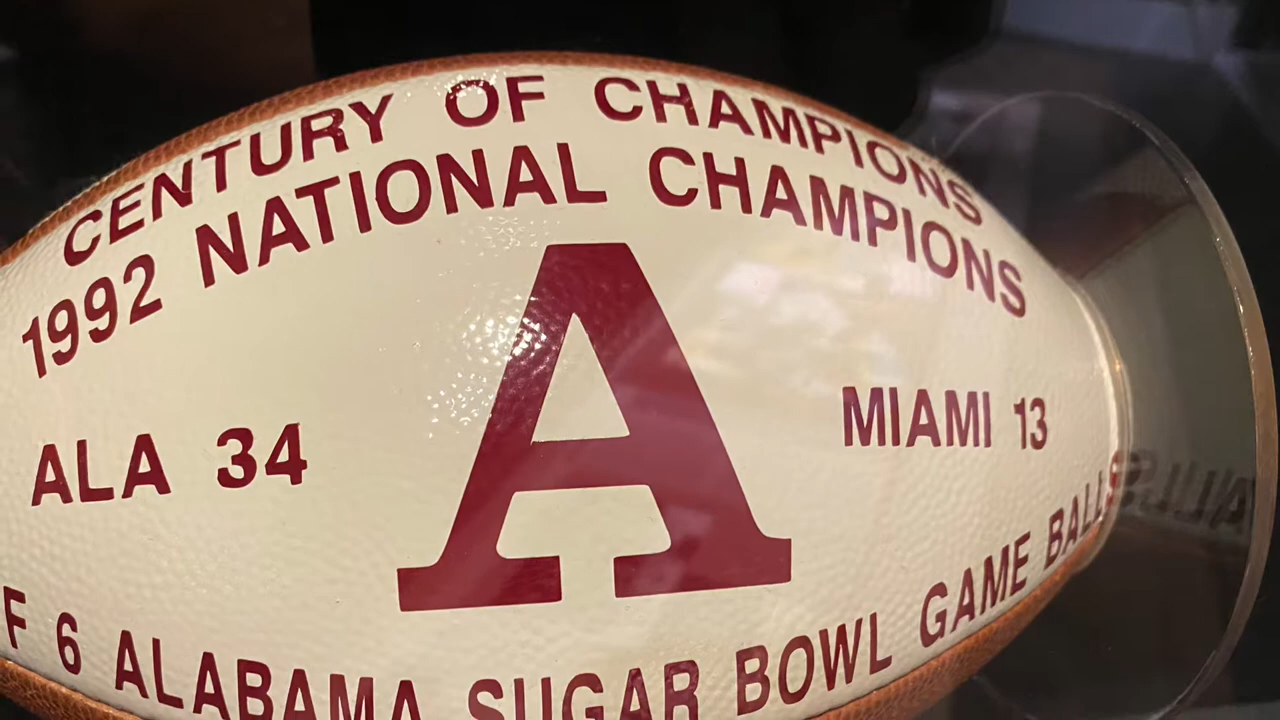 CENTURY OF CHAMPIONS
1992 NATIONAL CHAMPIONS
A
ALA 34
MIAMI 13
F 6 ALABAMA SUGAR BOWL GAME BALLS